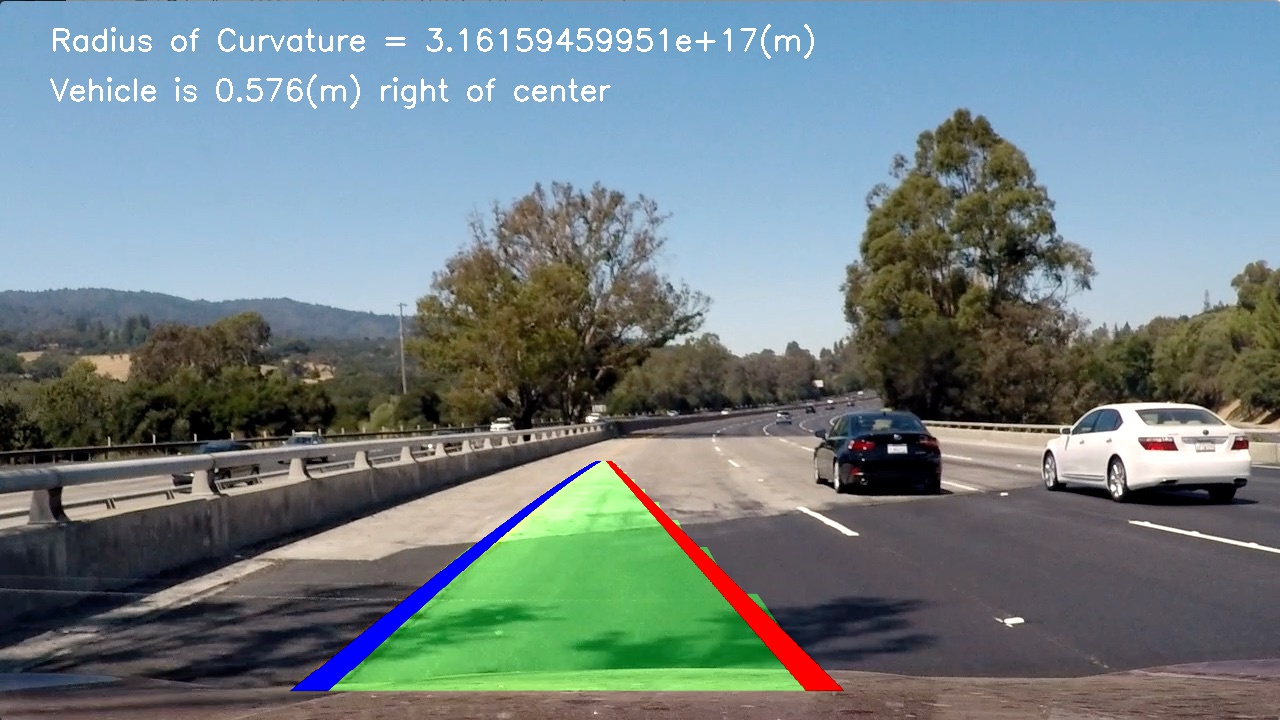 Radius of Curvature = 3.16159459951e+17(m)
Vehicle is 0.576(m) right of center